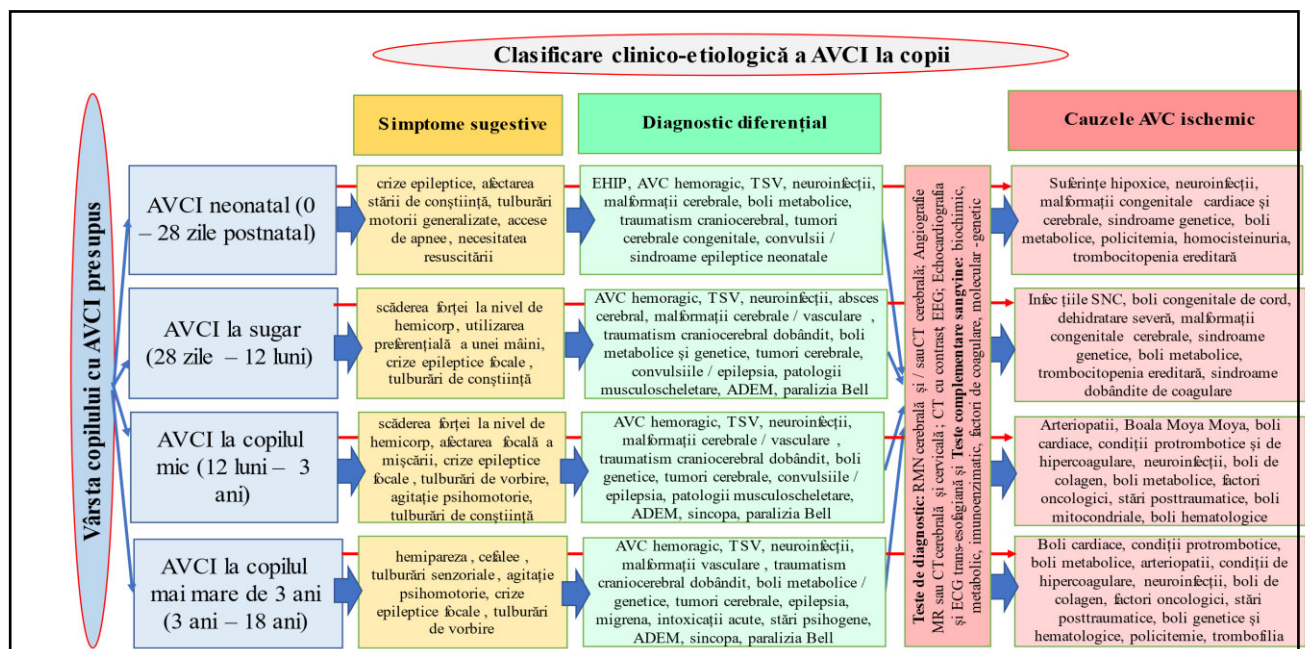 Clasificare clinico-etiologică a AVCI la copii
Vârsta copilului cu AVCI presupus
Simptome sugestive
Diagnostic diferențial
Cauzele AVC ischemic
AVCI neonatal (0
– 28 zile postnatal)
crize epileptice, afectarea
stării de conștiință, tulburări
motorii generalizate, accese
de apnee, necesitatea
resuscitării
EHIP, AVC hemoragic, TSV, neuroinfecții,
malformații cerebrale, boli metabolice,
traumatism craniocerebral, tumori
cerebrale congenitale, convulsii /
sindroame epileptice neonatale
Suferințe hipoxice, neuroinfecții,
malformații congenitale cardiace și
cerebrale, sindroame genetice, boli
metabolice, policitemia, homocisteinuria,
trombocitopenia ereditară
AVCI la sugar
(28 zile – 12 luni)
scăderea forței la nivel de
hemicorp, utilizarea
preferențială a unei mâini,
crize epileptice focale,
tulburări de conștiință
AVC hemoragic, TSV, neuroinfecții, absces
cerebral, malformații cerebrale / vasculare ,
traumatism craniocerebral dobândit, boli
metabolice și genetice, tumori cerebrale,
convulsiile / epilepsia, patologii
musculoscheletare, ADEM, paralizia Bell
Infecțiile SNC, boli congenitale de cord,
dehidratare severă, malformații
congenitale cerebrale, sindroame
genetice, boli metabolice,
trombocitopenia ereditară, sindroame
dobândite de coagulare
AVCI la copilul
mic (12 luni – 3
ani)
scăderea forței la nivel de
hemicorp, afectarea focală a
mișcării, crize epileptice
focale, tulburări de vorbire,
agitație psihomotorie,
tulburări de conștiință
AVC hemoragic, TSV, neuroinfecții,
malformații cerebrale / vasculare ,
traumatism craniocerebral dobândit, boli
genetice, tumori cerebrale, convulsiile /
epilepsia, patologii musculoscheletare,
ADEM, sincopa, paralizia Bell
Arteriopatii, Boala Moya Moya, boli
cardiace, condiții protrombotice și de
hipercoagulare, neuroinfecții, boli de
colagen, boli metabolice, factori
oncologici, stări posttraumatice, boli
mitocondriale, boli hematologice
AVCI la copilul
mai mare de 3 ani
(3 ani – 18 ani)
hemipareza, cefalee,
tulburări senzoriale, agitație
psihomotorie, crize
epileptice focale, tulburări
de vorbire
AVC hemoragic, TSV, neuroinfecții,
malformații vasculare , traumatism
craniocerebral dobândit, boli metabolice /
genetice, tumori cerebrale, epilepsia,
migrena, intoxicații acute, stări psihogene,
ADEM, sincopa, paralizia Bell
Boli cardiace, condiții protrombotice,
boli metabolice, arteriopatii, condiții de
hipercoagulare, neuroinfecții, boli de
colagen, factori oncologici, stări
posttraumatice, boli genetice și
hematologice, policitemie, trombofilia
Teste de diagnostic: RMN cerebrală și / sau CT cerebrală; Angiografie
MR sau CT cerebrală și cervicală; CT cu contrast; EEG; Echocardiografia
și ECG trans-esofagiană și Teste complementare sangvine: biochimic,
metabolic, imunoenzimatic, factori de coagulare, molecular - genetic